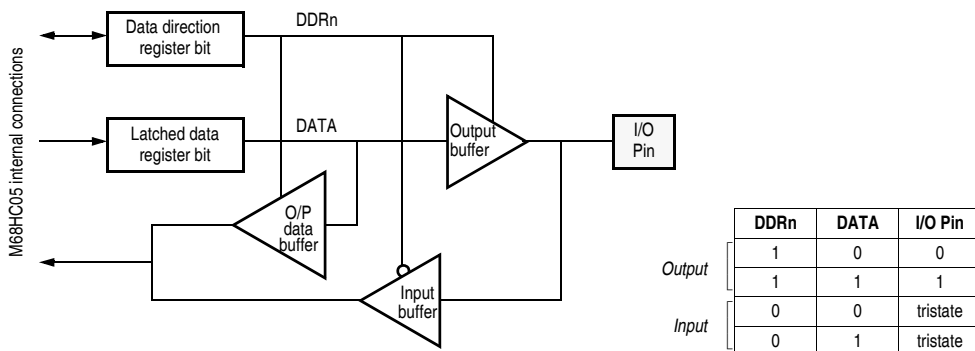 M68HC05 internal connections
Data direction
register bit
DDRn
Latched data
register bit
DATA
Output
buffer
I/O
Pin
O/P
data
buffer
Input
buffer
DDRn DATA I/O Pin
Output
1 0 0
1 1 1
Input
0 0 tristate
0 1 tristate